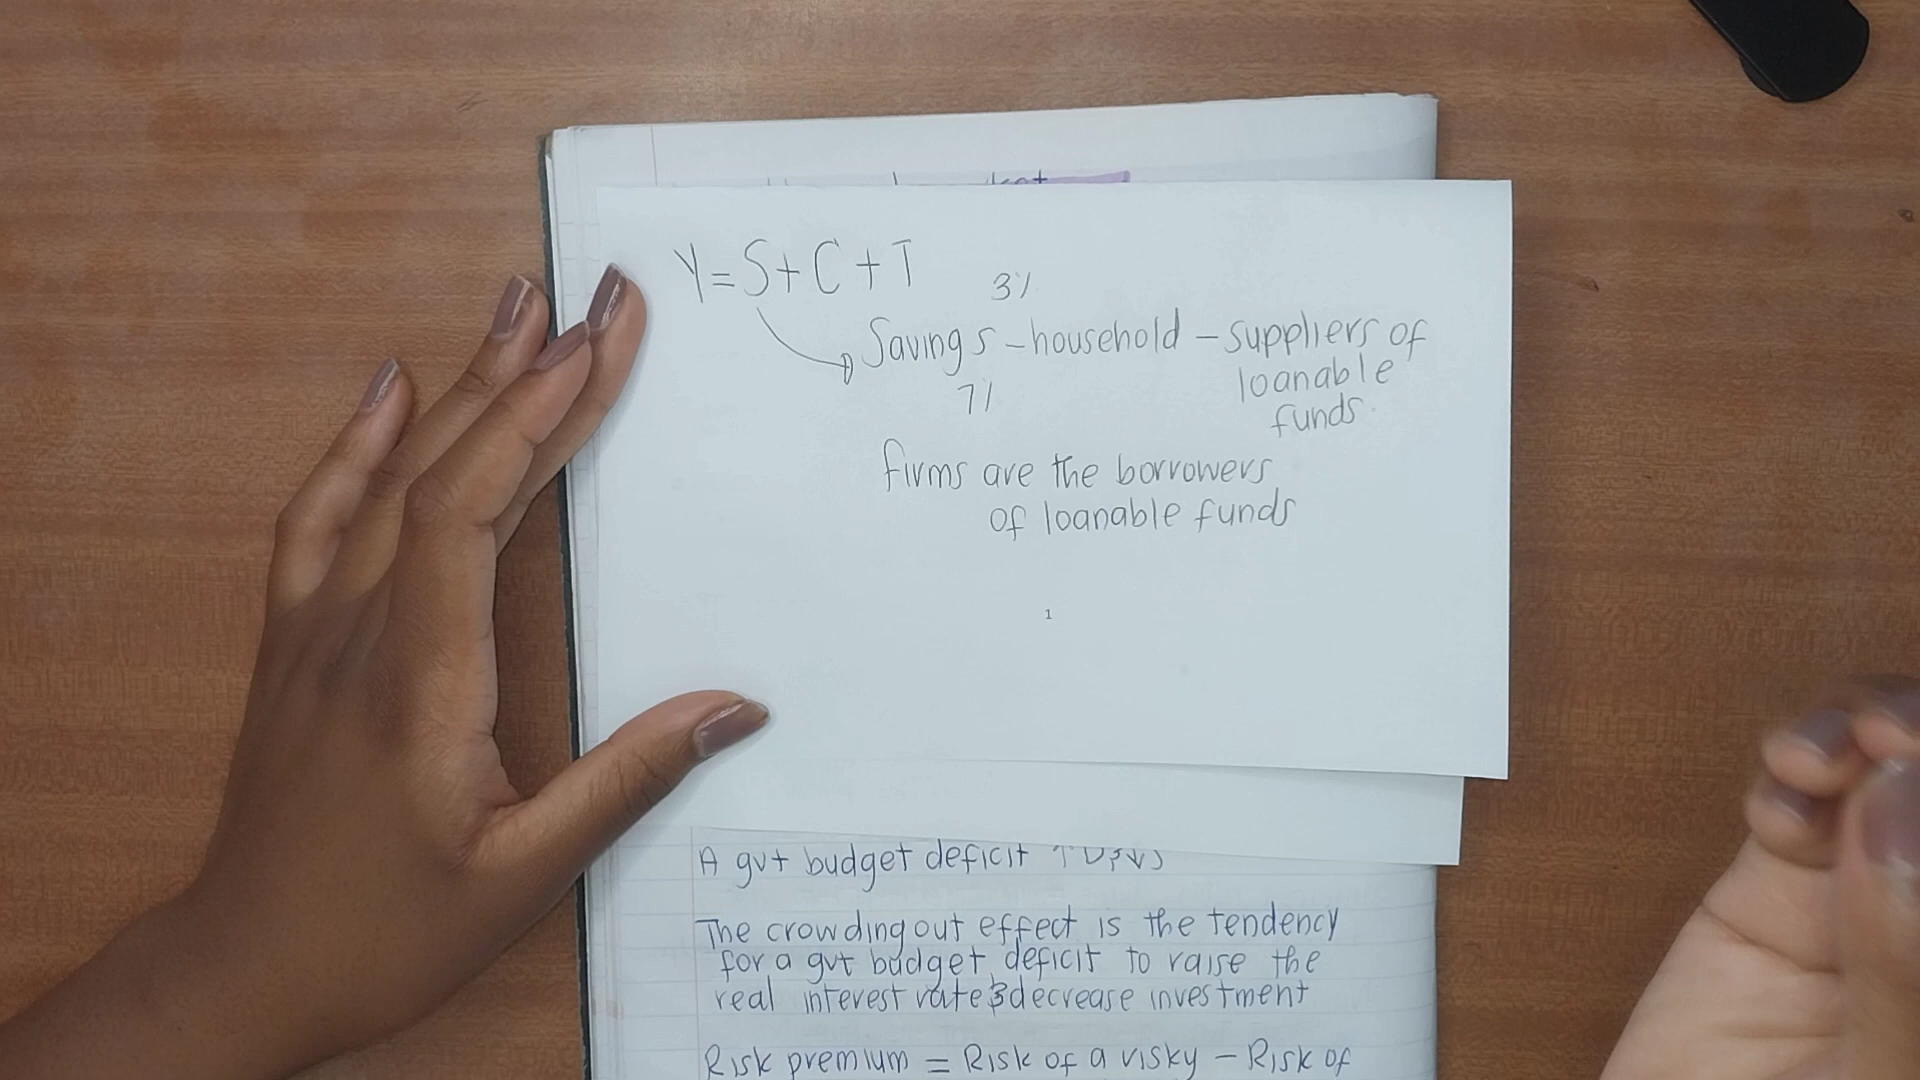 Y=S+C+T
3%
Savings - household - suppliers of
loanable
7%
funds.
Firms are the borrowers
of loanable funds
1
A gvt budget deficit
The crowding out effect is the tendency
for a gvt budget deficit to raise the
real interest rate & decrease investment
Risk premium = Risk of a risky - Risk of